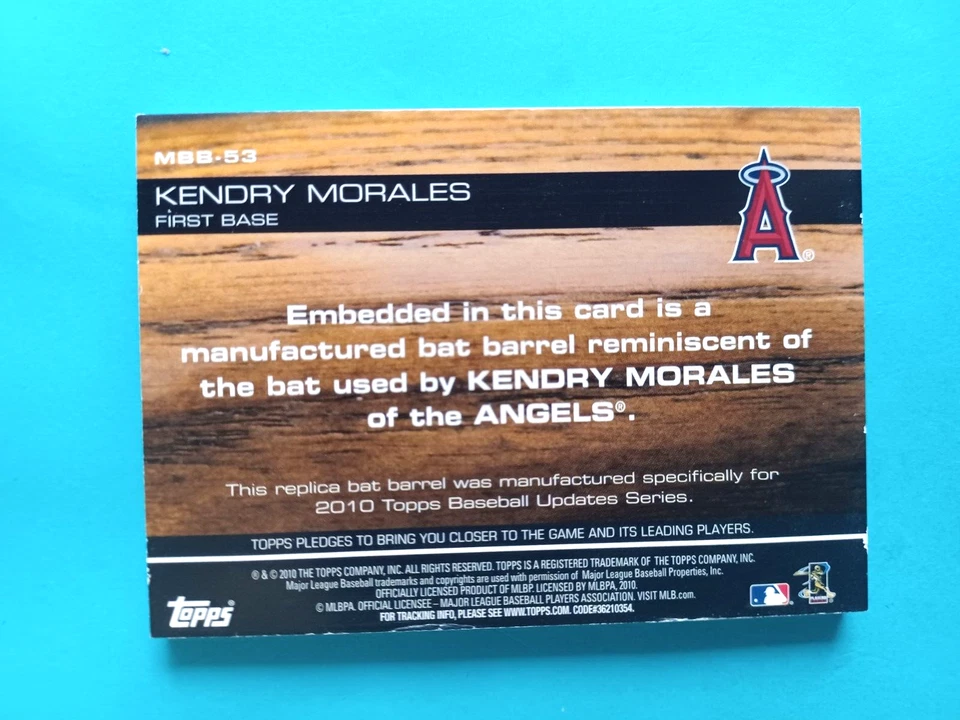 MBB-53
KENDRY MORALES
FIRST BASE
A®
Embedded in this card is a
manufactured bat barrel reminiscent of
the bat used by KENDRY MORALES
of the ANGELS®.
This replica bat barrel was manufactured specifically for
2010 Topps Baseball Updates Series.
TOPPS PLEDGES TO BRING YOU CLOSER TO THE GAME AND ITS LEADING PLAYERS.
® & © 2010 THE TOPPS COMPANY, INC. ALL RIGHTS RESERVED. TOPPS IS A REGISTERED TRADEMARK OF THE TOPPS COMPANY, INC.
Major League Baseball trademarks and copyrights are used with permission of Major League Baseball Properties, Inc.
OFFICIALLY LICENSED PRODUCT OF MLBP. LICENSED BY MLBPA, 2010.
© MLBPA. OFFICIAL LICENSEE – MAJOR LEAGUE BASEBALL PLAYERS ASSOCIATION. VISIT MLB.com.
FOR TRACKING INFO, PLEASE SEE WWW.TOPPS.COM. CODE#36210354.
topps®